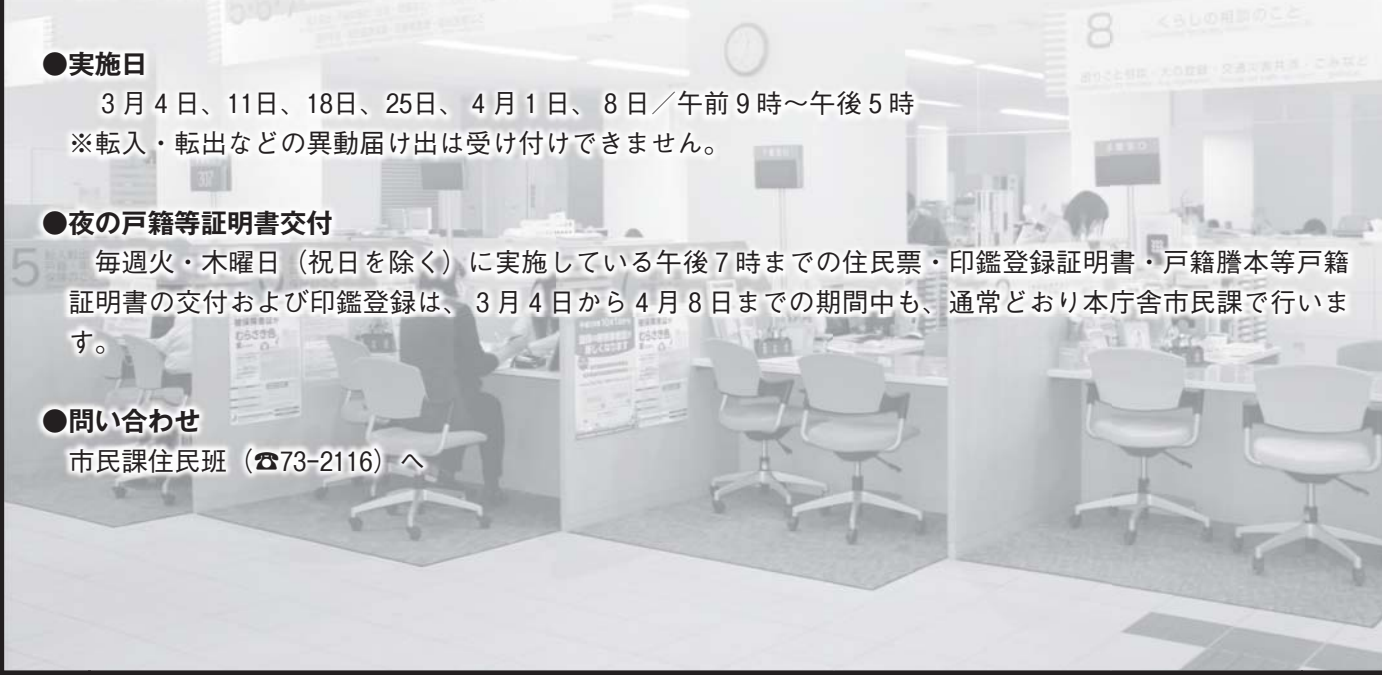 ●実施日
3月4日、11日、18日、25日、4月1日、8日／午前9時～午後5時
※転入・転出などの異動届け出は受け付けできません。
●夜の戸籍等証明書交付
毎週火・木曜日（祝日を除く）に実施している午後7時までの住民票・印鑑登録証明書・戸籍謄本等戸籍
証明書の交付および印鑑登録は、3月4日から4月8日までの期間中も、通常どおり本庁舎市民課で行いま
す。
●問い合わせ
市民課住民班（☎73-2116）へ
8 くらしの相談のこと
307
5